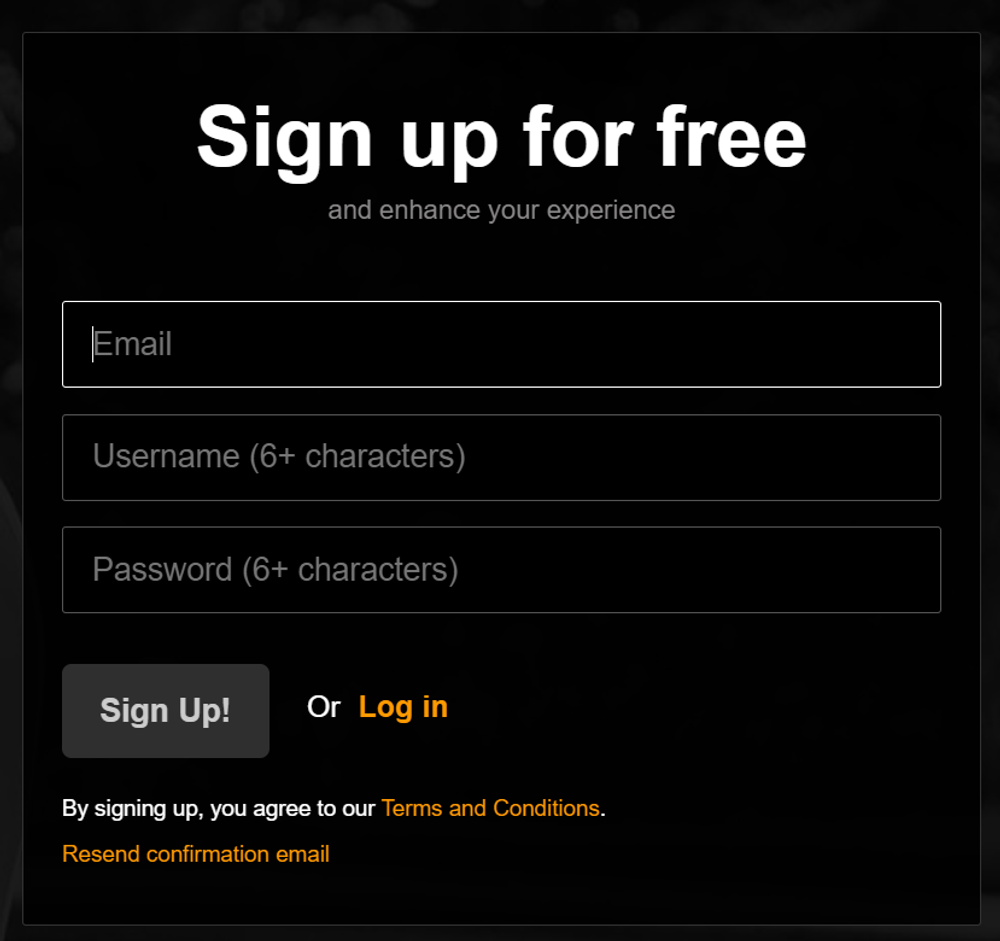 Sign up for free
and enhance your experience
Email
Username (6+ characters)
Password (6+ characters)
Sign Up! Or Log in
By signing up, you agree to our Terms and Conditions.
Resend confirmation email